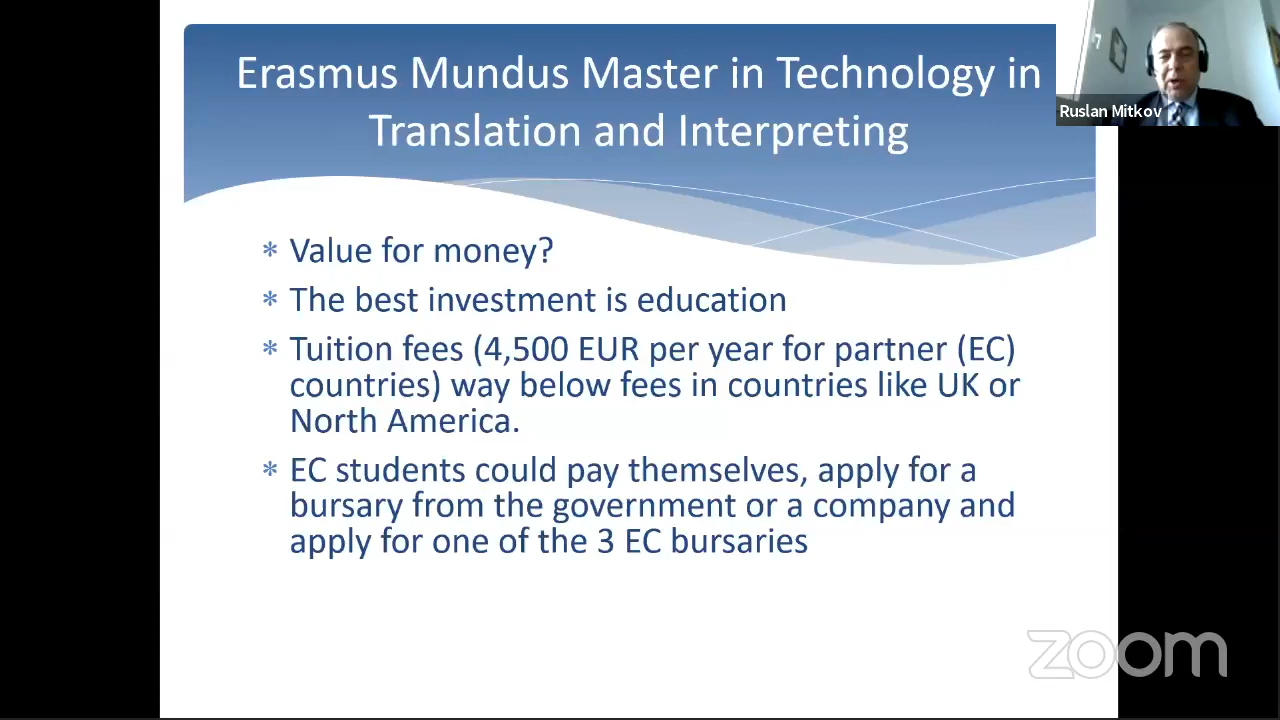 Erasmus Mundus Master in Technology in
Translation and Interpreting
Ruslan Mitkov
* Value for money?
* The best investment is education
* Tuition fees (4,500 EUR per year for partner (EC)
countries) way below fees in countries like UK or
North America.
* EC students could pay themselves, apply for a
bursary from the government or a company and
apply for one of the 3 EC bursaries
zoom